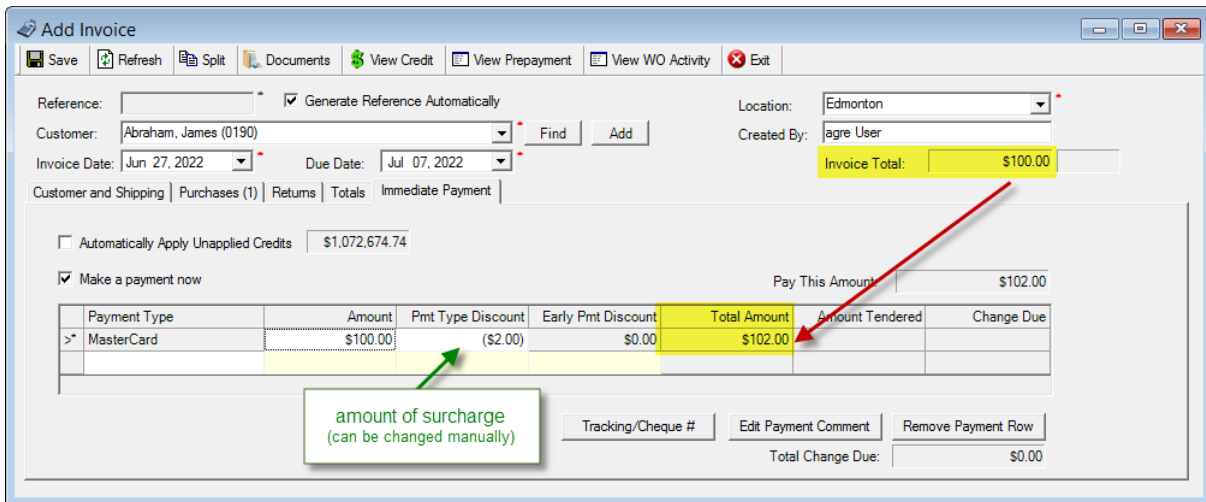 Add Invoice
Save Refresh Split Documents View Credit View Prepayment View WO Activity Exit
Reference: * Generate Reference Automatically Location: Edmonton *
Customer: Abraham, James (0190) * Find Add Created By: agre User
Invoice Date: Jun 27, 2022 * Due Date: Jul 07, 2022 * Invoice Total: $100.00
Customer and Shipping Purchases (1) Returns Totals Immediate Payment
Automatically Apply Unapplied Credits $1,072,674.74
Make a payment now Pay This Amount: $102.00
Payment Type Amount Pmt Type Discount Early Pmt Discount Total Amount Amount Tendered Change Due
>* MasterCard $100.00 ($2.00) $0.00 $102.00
amount of surcharge
(can be changed manually)
Tracking/Cheque # Edit Payment Comment Remove Payment Row
Total Change Due: $0.00